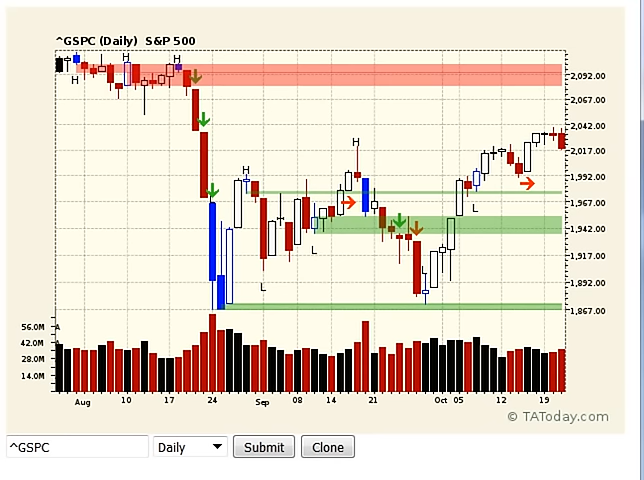 ^GSPC (Daily) S&P 500
H H H
H
2,092.00
2,067.00
2,042.00
H
2,017.00
H
1,992.00
1,967.00
L
1,942.00
L
1,917.00
L
L
1,892.00
1,867.00
56.0M A
42.0M A
28.0M
14.0M
Aug 10 17 24 Sep 08 14 21 Oct 05 12 19
© TAToday.com
^GSPC Daily Submit Clone